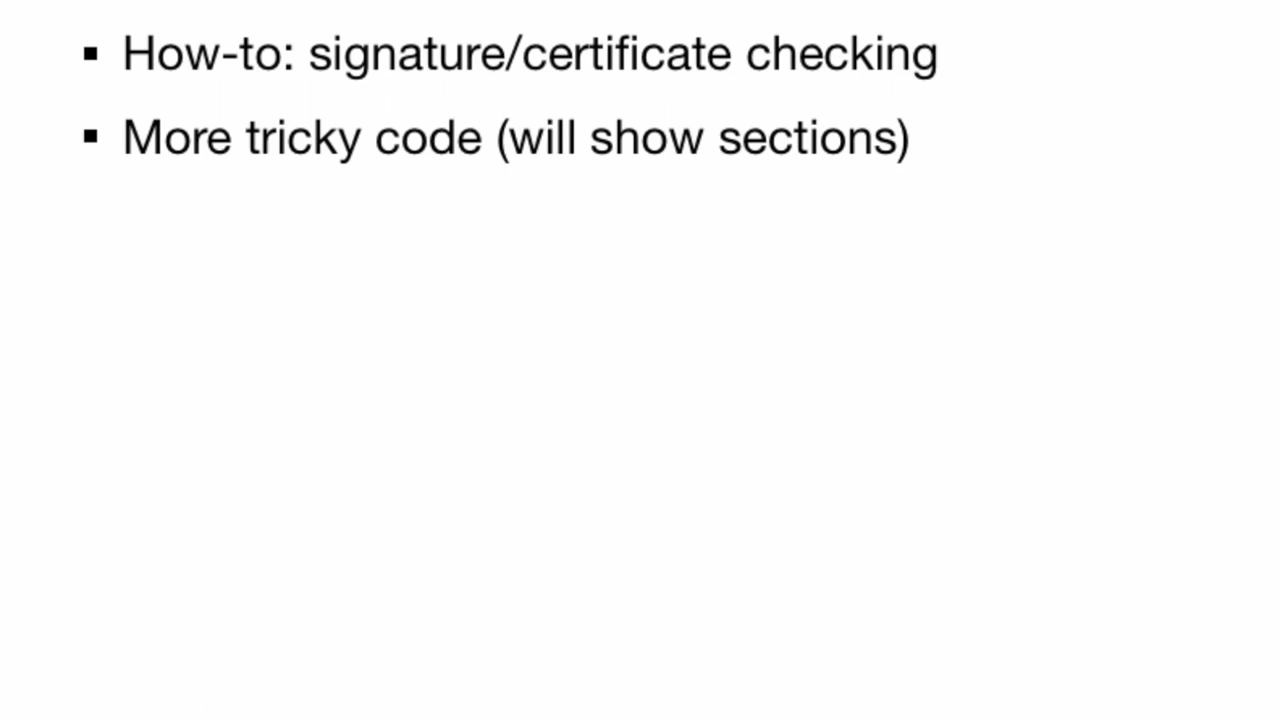 ▪ How-to: signature/certificate checking
▪ More tricky code (will show sections)